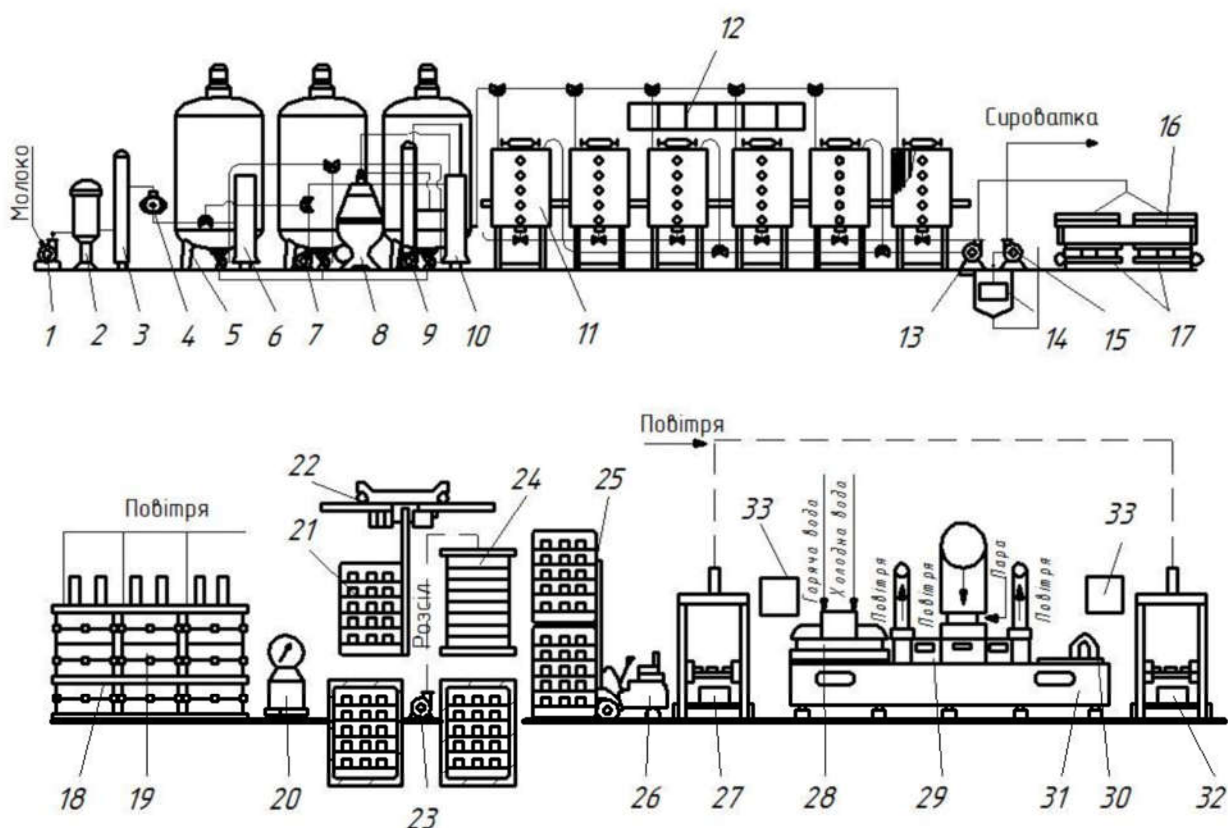 12
Сироватка
16
Молоко
1 2 3 4 5 6 7 8 9 10 11 13 14 15 17
Повітря
22
24
25
33
33
Повітря
21
Розсіл
Гаряча вода
Холодна вода
Повітря
Повітря
Пара
Повітря
18 19 20 23 26 27 28 29 31 30 32